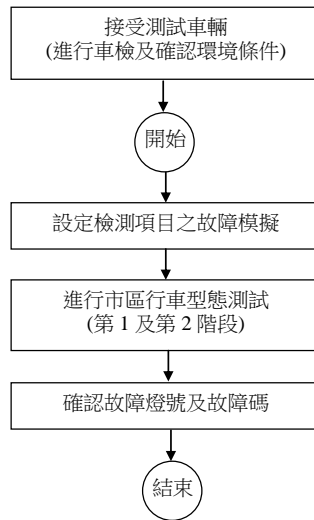 接受測試車輛
(進行車檢及確認環境條件)
開始
設定檢測項目之故障模擬
進行市區行車型態測試
(第 1 及第 2 階段)
確認故障燈號及故障碼
結束